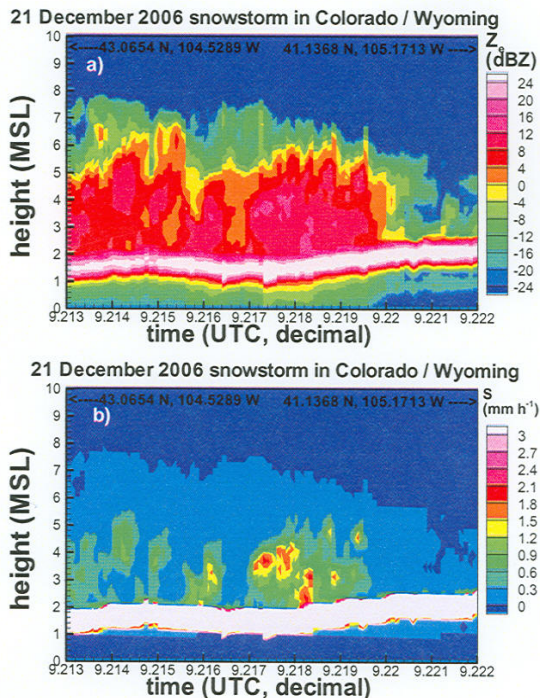 21 December 2006 snowstorm in Colorado / Wyoming
<----43.0654 N, 104.5289 W 41.1368 N, 105.1713 W ---->
a)
Ze
(dBZ)
24
20
16
12
8
4
0
-4
-8
-12
-16
-20
-24
height (MSL)
10
9
8
7
6
5
4
3
2
1
0
9.213 9.214 9.215 9.216 9.217 9.218 9.219 9.22 9.221 9.222
time (UTC, decimal)
21 December 2006 snowstorm in Colorado / Wyoming
<----43.0654 N, 104.5289 W 41.1368 N, 105.1713 W ---->
b)
S
(mm h-1)
3
2.7
2.4
2.1
1.8
1.5
1.2
0.9
0.6
0.3
0
height (MSL)
10
9
8
7
6
5
4
3
2
1
0
9.213 9.214 9.215 9.216 9.217 9.218 9.219 9.22 9.221 9.222
time (UTC, decimal)